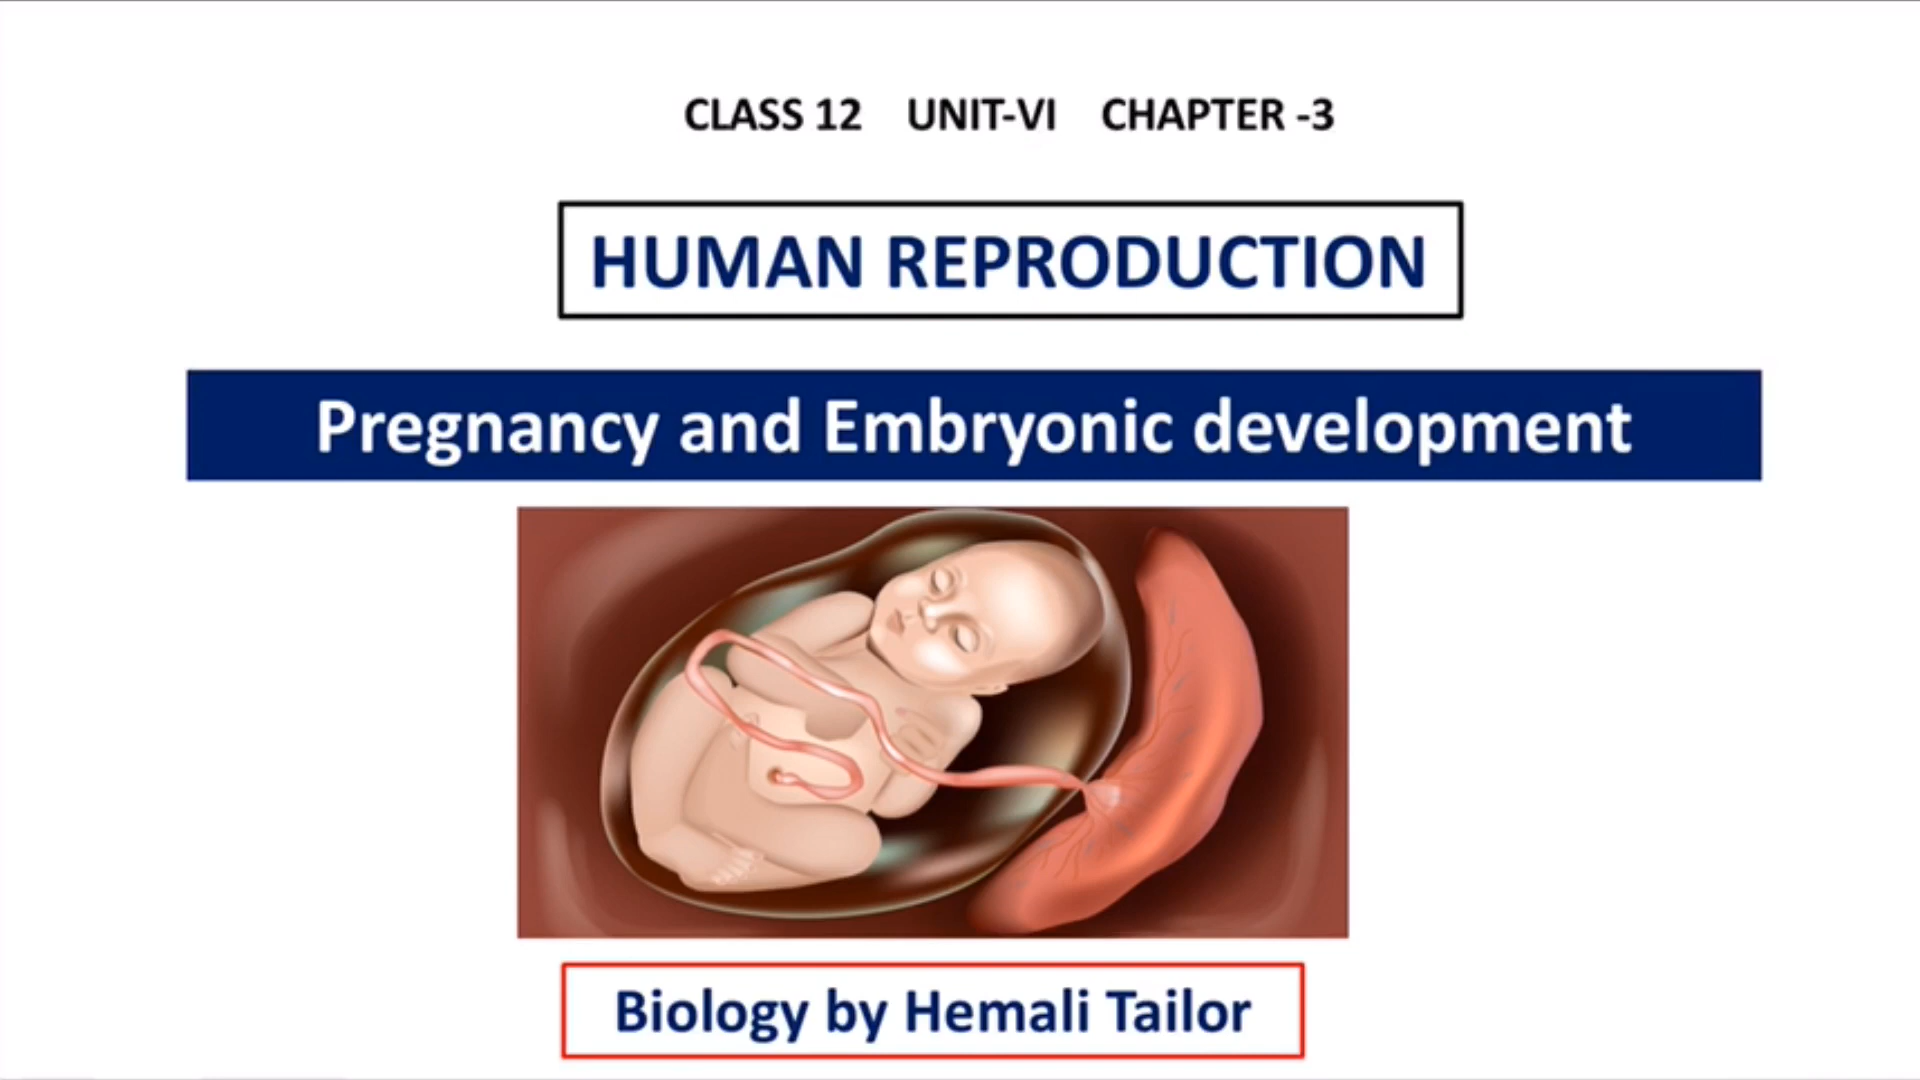 CLASS 12 UNIT-VI CHAPTER -3
HUMAN REPRODUCTION
Pregnancy and Embryonic development
Biology by Hemali Tailor